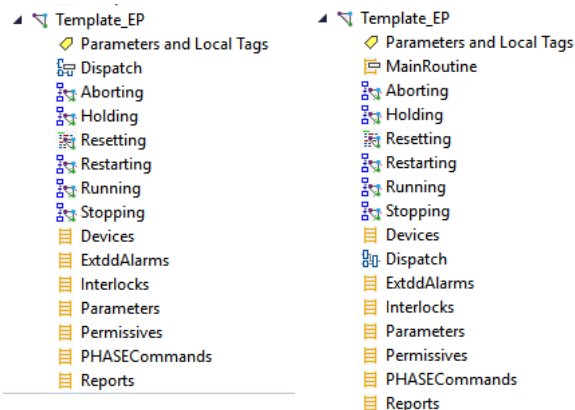 Template_EP
Parameters and Local Tags
Dispatch
Aborting
Holding
Resetting
Restarting
Running
Stopping
Devices
ExtddAlarms
Interlocks
Parameters
Permissives
PHASECommands
Reports
Template_EP
Parameters and Local Tags
MainRoutine
Aborting
Holding
Resetting
Restarting
Running
Stopping
Devices
Dispatch
ExtddAlarms
Interlocks
Parameters
Permissives
PHASECommands
Reports